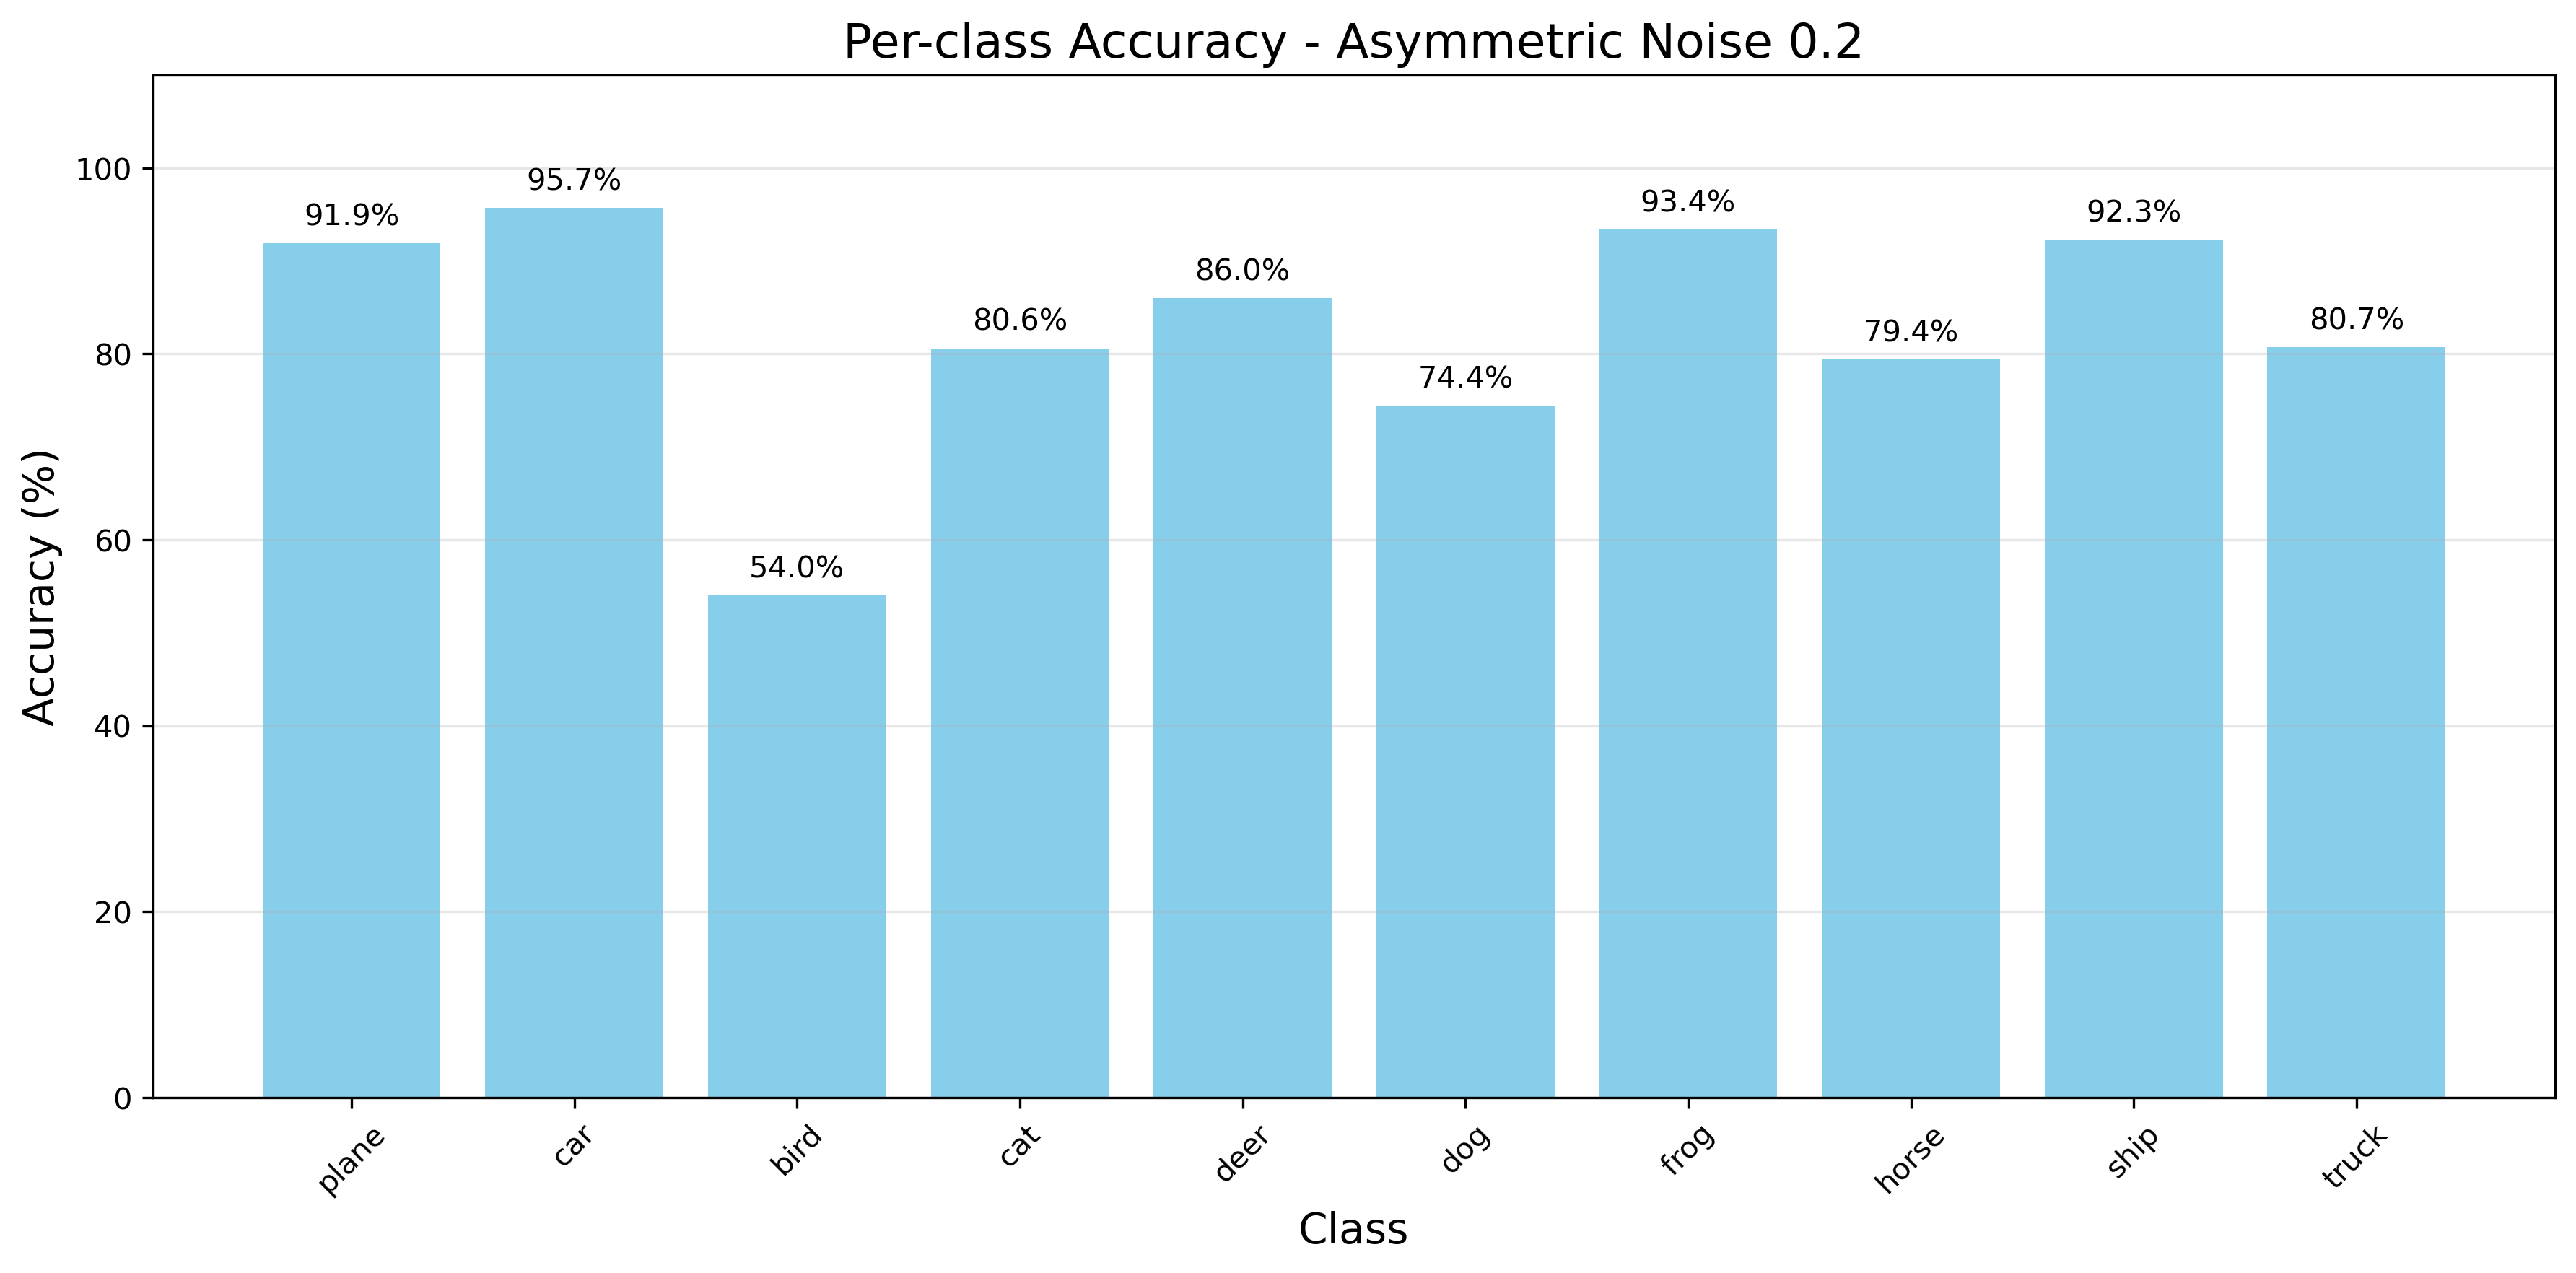 Per-class Accuracy - Asymmetric Noise 0.2
Accuracy (%)
100
80
60
40
20
0
91.9%
95.7%
54.0%
80.6%
86.0%
74.4%
93.4%
79.4%
92.3%
80.7%
plane
car
bird
cat
deer
dog
frog
horse
ship
truck
Class